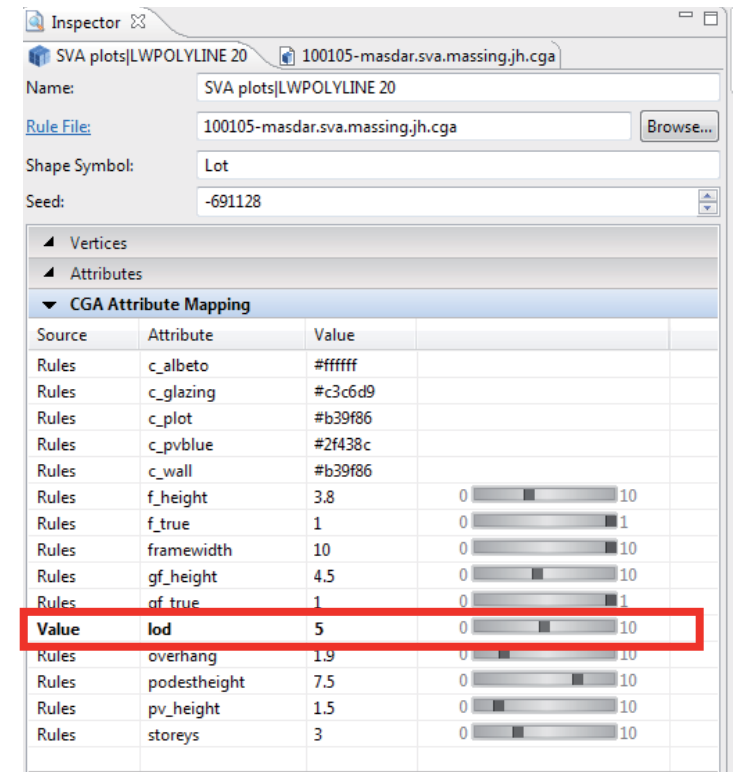 Inspector
SVA plots|LWPOLYLINE 20 100105-masdar.sva.massing.jh.cga
Name: SVA plots|LWPOLYLINE 20
Rule File: 100105-masdar.sva.massing.jh.cga Browse...
Shape Symbol: Lot
Seed: -691128
Vertices
Attributes
CGA Attribute Mapping
Source Attribute Value
Rules c_albeto #ffffff
Rules c_glazing #c3c6d9
Rules c_plot #b39f86
Rules c_pvblue #2f438c
Rules c_wall #b39f86
Rules f_height 3.8 0 10
Rules f_true 1 0 1
Rules framewidth 10 0 10
Rules gf_height 4.5 0 10
Rules gf_true 1 0 1
Value lod 5 0 10
Rules overhang 1.9 0 10
Rules podestheight 7.5 0 10
Rules pv_height 1.5 0 10
Rules storeys 3 0 10